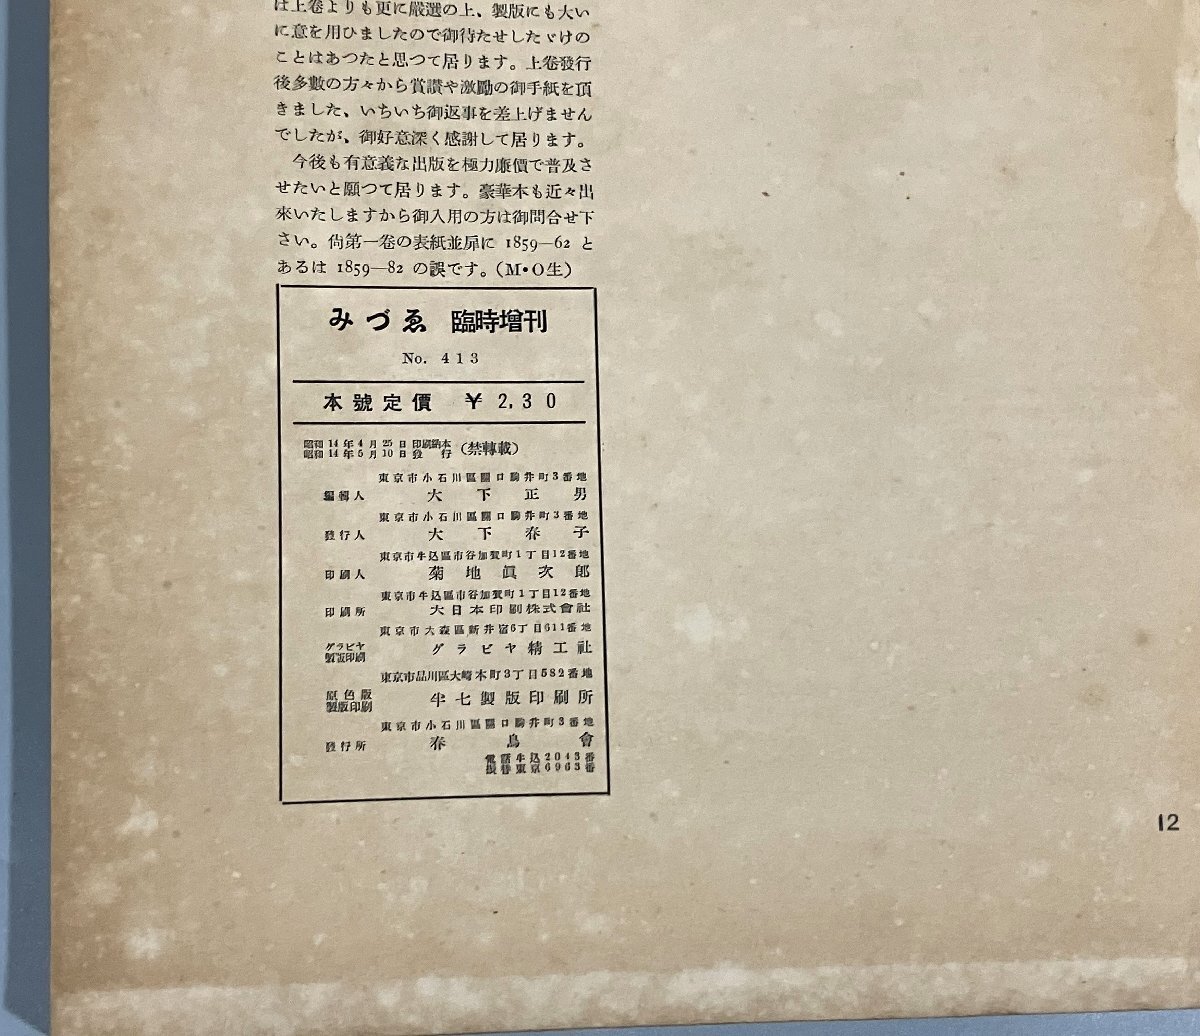 は上卷よりも更に嚴選の上、製版にも大い
に意を用ひましたので御待たせしたゞけの
ことはあつたと思つて居ります。上卷發行
後多數の方々から賞讃や激勵の御手紙を頂
きました、いちいち御返事を差上げません
でしたが、御好意深く感謝して居ります。
今後も有意義な出版を極力廉價で普及さ
せたいと願つて居ります。豪華本も近々出
來いたしますから御入用の方は御問合せ下
さい。尙第一卷の表紙並扉に 1859—62 と
あるは 1859—82 の誤です。(M・O生)
みづゑ 臨時增刊
No. 413
本號定價 ¥ 2,30
昭和14年4月25日印刷納本
昭和14年5月10日發行
(禁轉載)
東京市小石川區關口駒井町3番地
編輯人 大下正男
東京市小石川區關口駒井町3番地
發行人 大下春子
東京市牛込區市谷加賀町1丁目12番地
印刷人 菊地眞次郎
東京市牛込區市谷加賀町1丁目12番地
印刷所 大日本印刷株式會社
東京市大森區新井宿6丁目611番地
グラビヤ製版印刷 グラビヤ精工社
東京市品川區大崎本町3丁目582番地
原色版製版印刷 半七製版印刷所
東京市小石川區關口駒井町3番地
發行所 春鳥會
電話牛込2043番
振替東京6963番
12